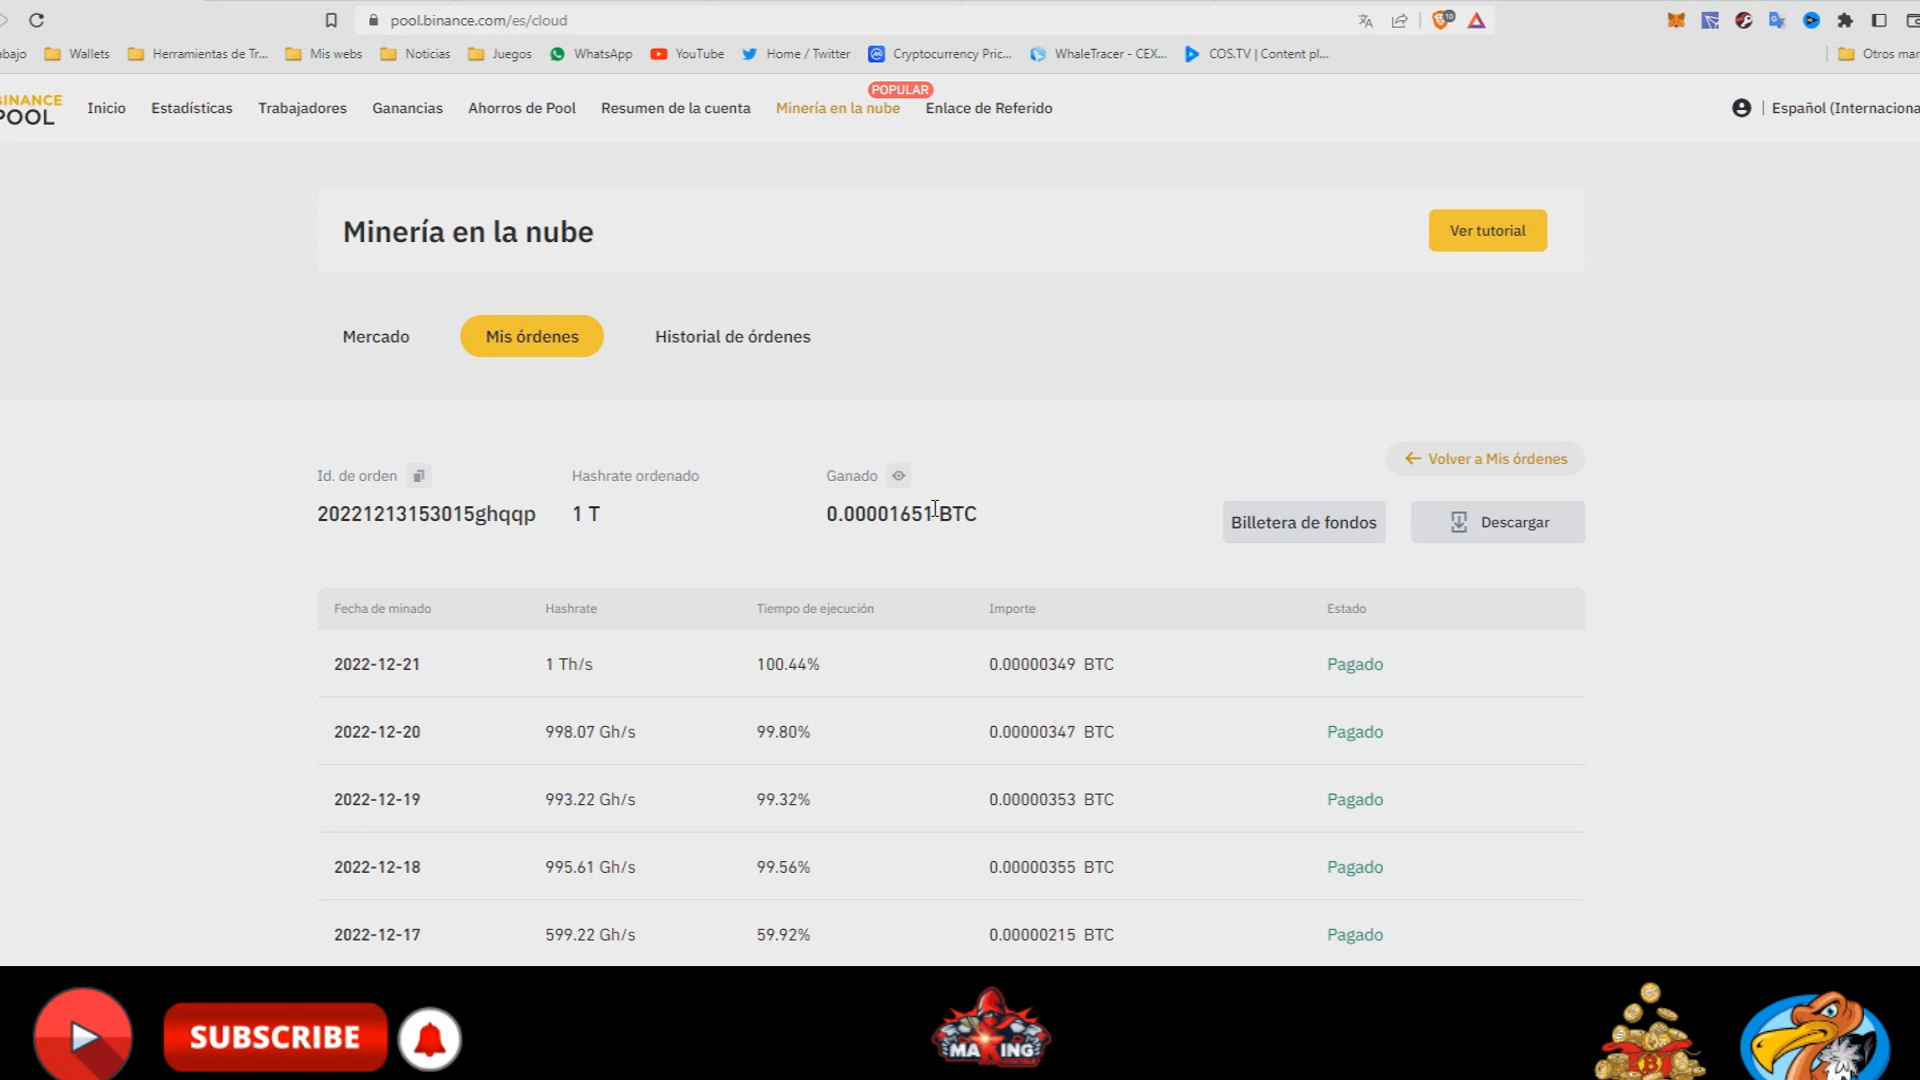 pool.binance.com/es/cloud
10
abajo Wallets Herramientas de Tr... Mis webs Noticias Juegos WhatsApp YouTube Home / Twitter Cryptocurrency Pric... WhaleTracer - CEX... COS.TV | Content pl... Otros mar
BINANCE
POOL
Inicio Estadísticas Trabajadores Ganancias Ahorros de Pool Resumen de la cuenta Minería en la nube POPULAR Enlace de Referido Español (Internaciona
Minería en la nube Ver tutorial
Mercado Mis órdenes Historial de órdenes
Volver a Mis órdenes
Id. de orden Hashrate ordenado Ganado
20221213153015ghqqp 1 T 0.00001651 BTC Billetera de fondos Descargar
Fecha de minado Hashrate Tiempo de ejecución Importe Estado
2022-12-21 1 Th/s 100.44% 0.00000349 BTC Pagado
2022-12-20 998.07 Gh/s 99.80% 0.00000347 BTC Pagado
2022-12-19 993.22 Gh/s 99.32% 0.00000353 BTC Pagado
2022-12-18 995.61 Gh/s 99.56% 0.00000355 BTC Pagado
2022-12-17 599.22 Gh/s 59.92% 0.00000215 BTC Pagado
SUBSCRIBE
MAKING